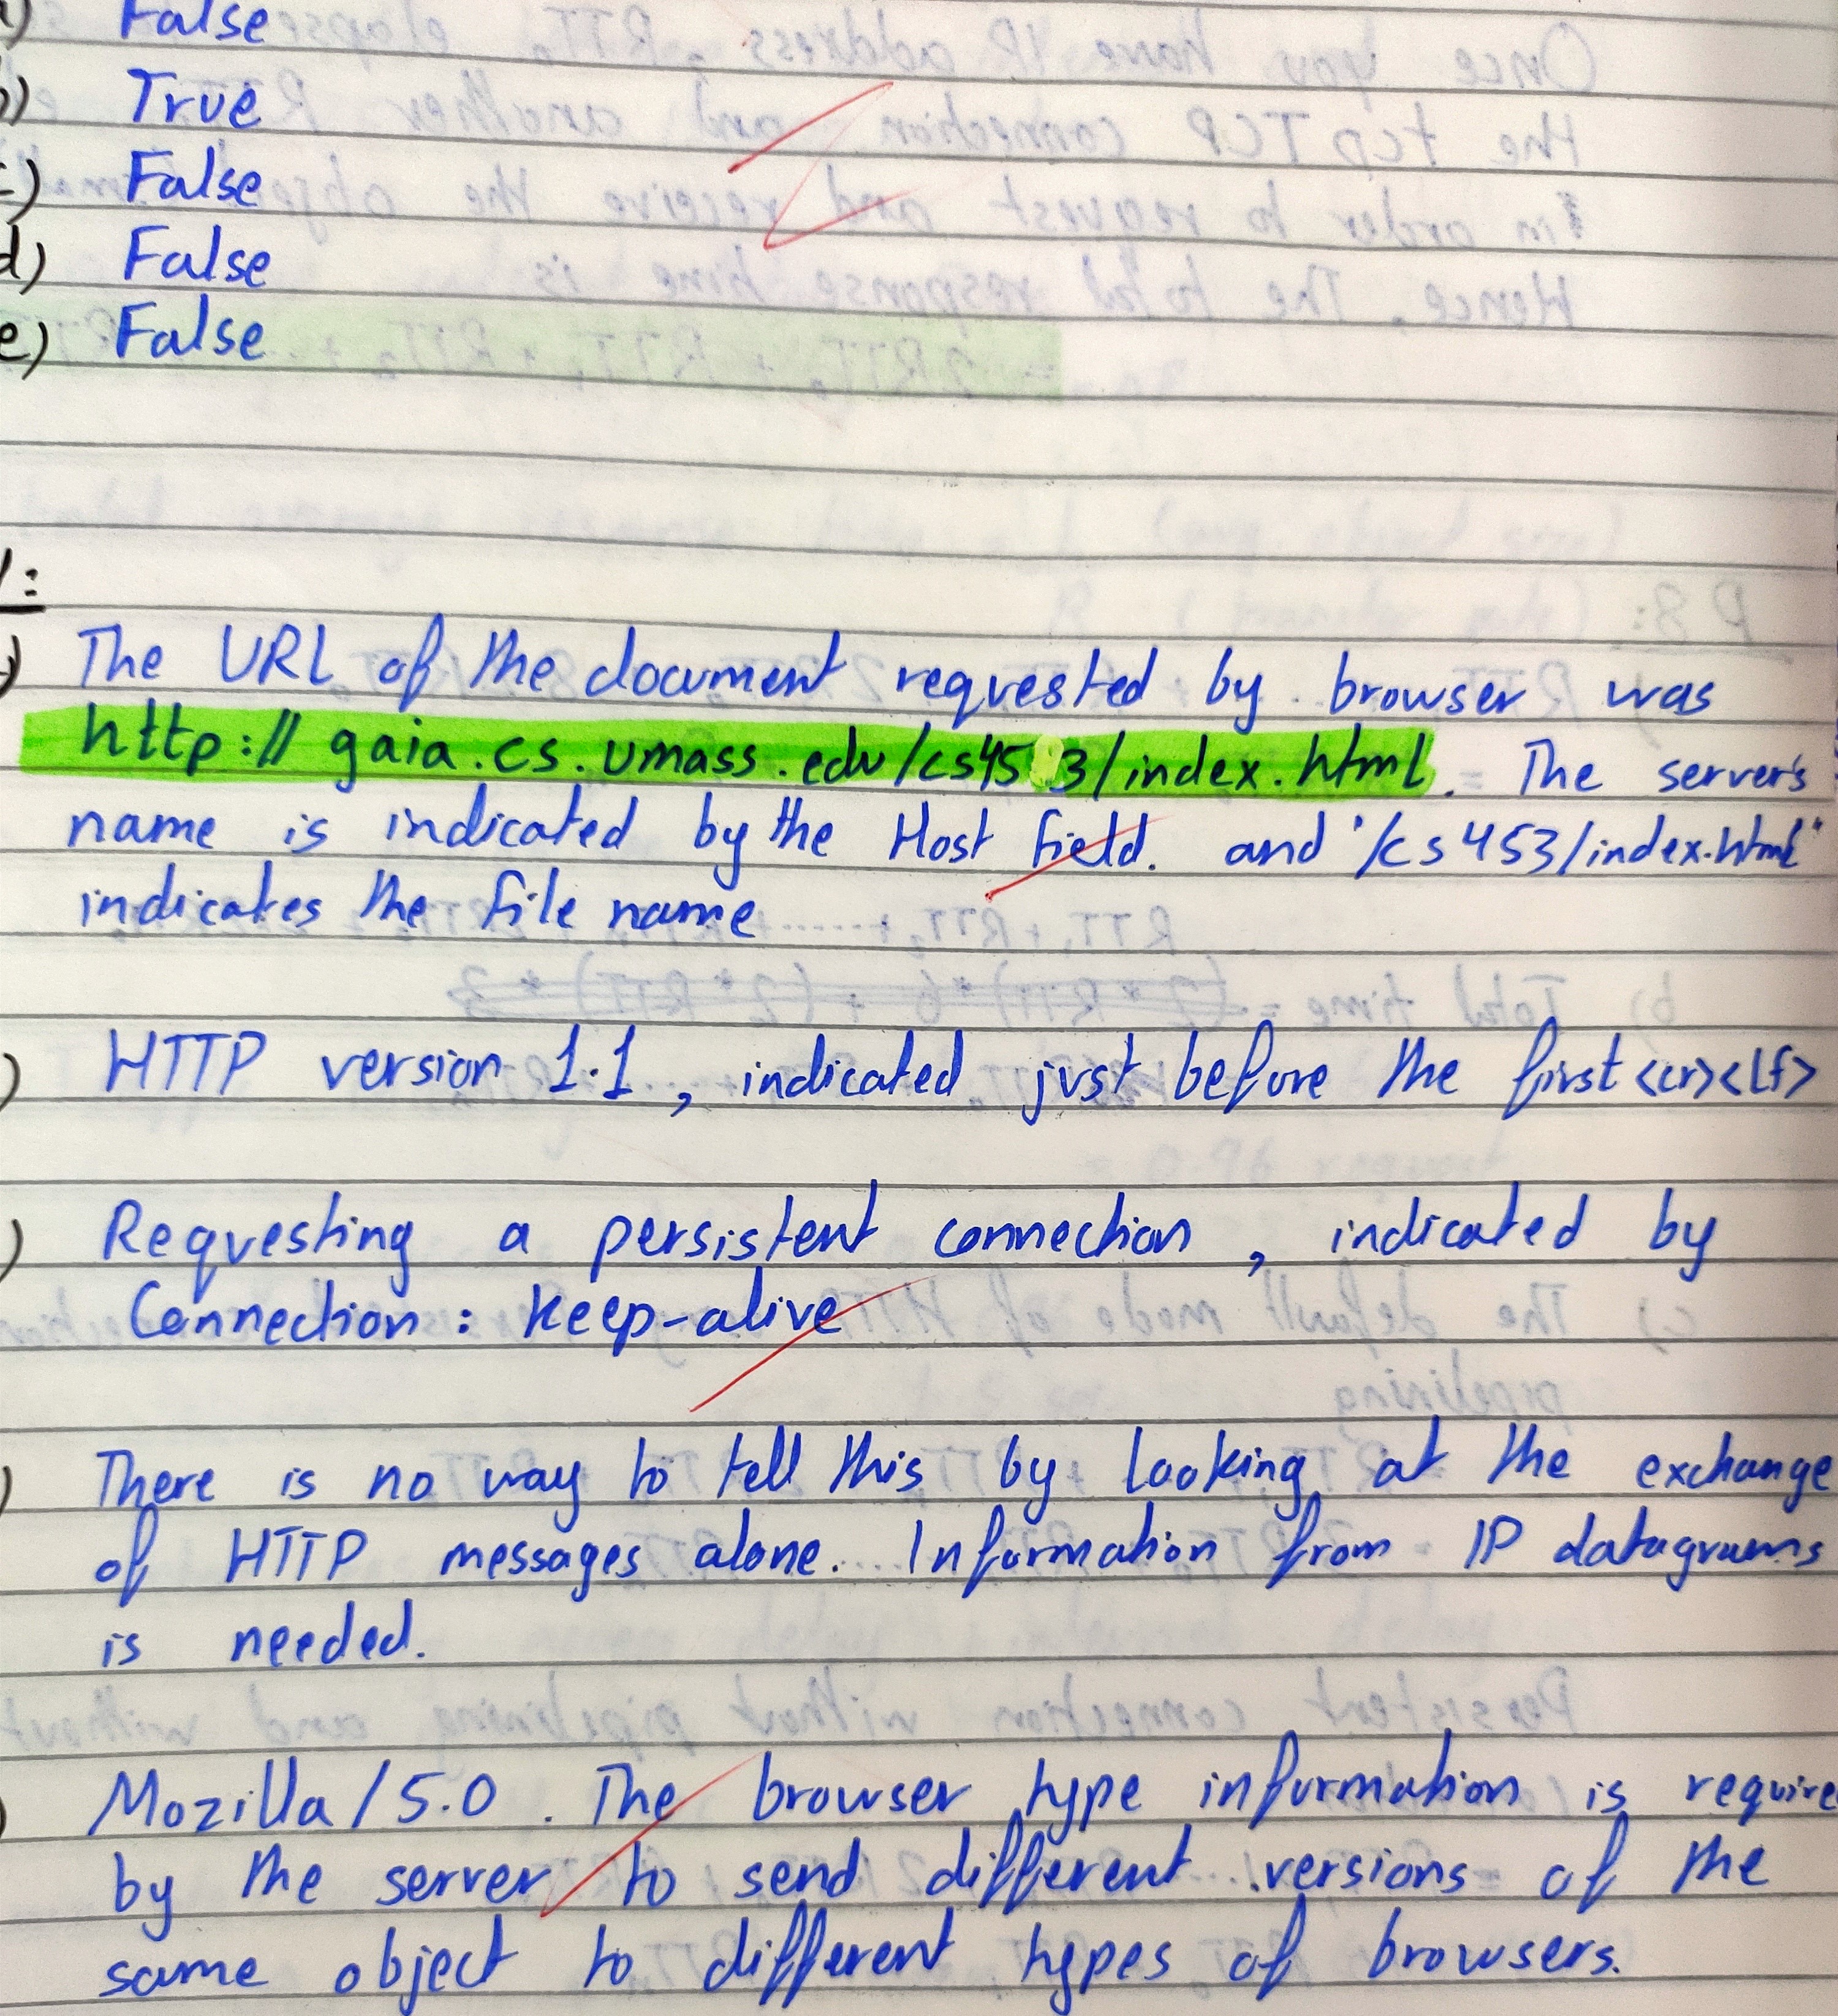 a) False
b) True
c) False
d) False
e) False
:
) The URL of the document requested by browser was
http://gaia.cs.umass.edu/cs453/index.html. The server's
name is indicated by the Host field. and '/cs453/index.html'
indicates the file name
) HTTP version 1.1, indicated just before the first <cr><lf>
) Requesting a persistent connection, indicated by
Connection: Keep-alive
) There is no way to tell this by looking at the exchange
of HTTP messages alone. Information from IP datagrams
is needed.
) Mozilla/5.0. The browser type information is require
by the server to send different versions of the
same object to different types of browsers.